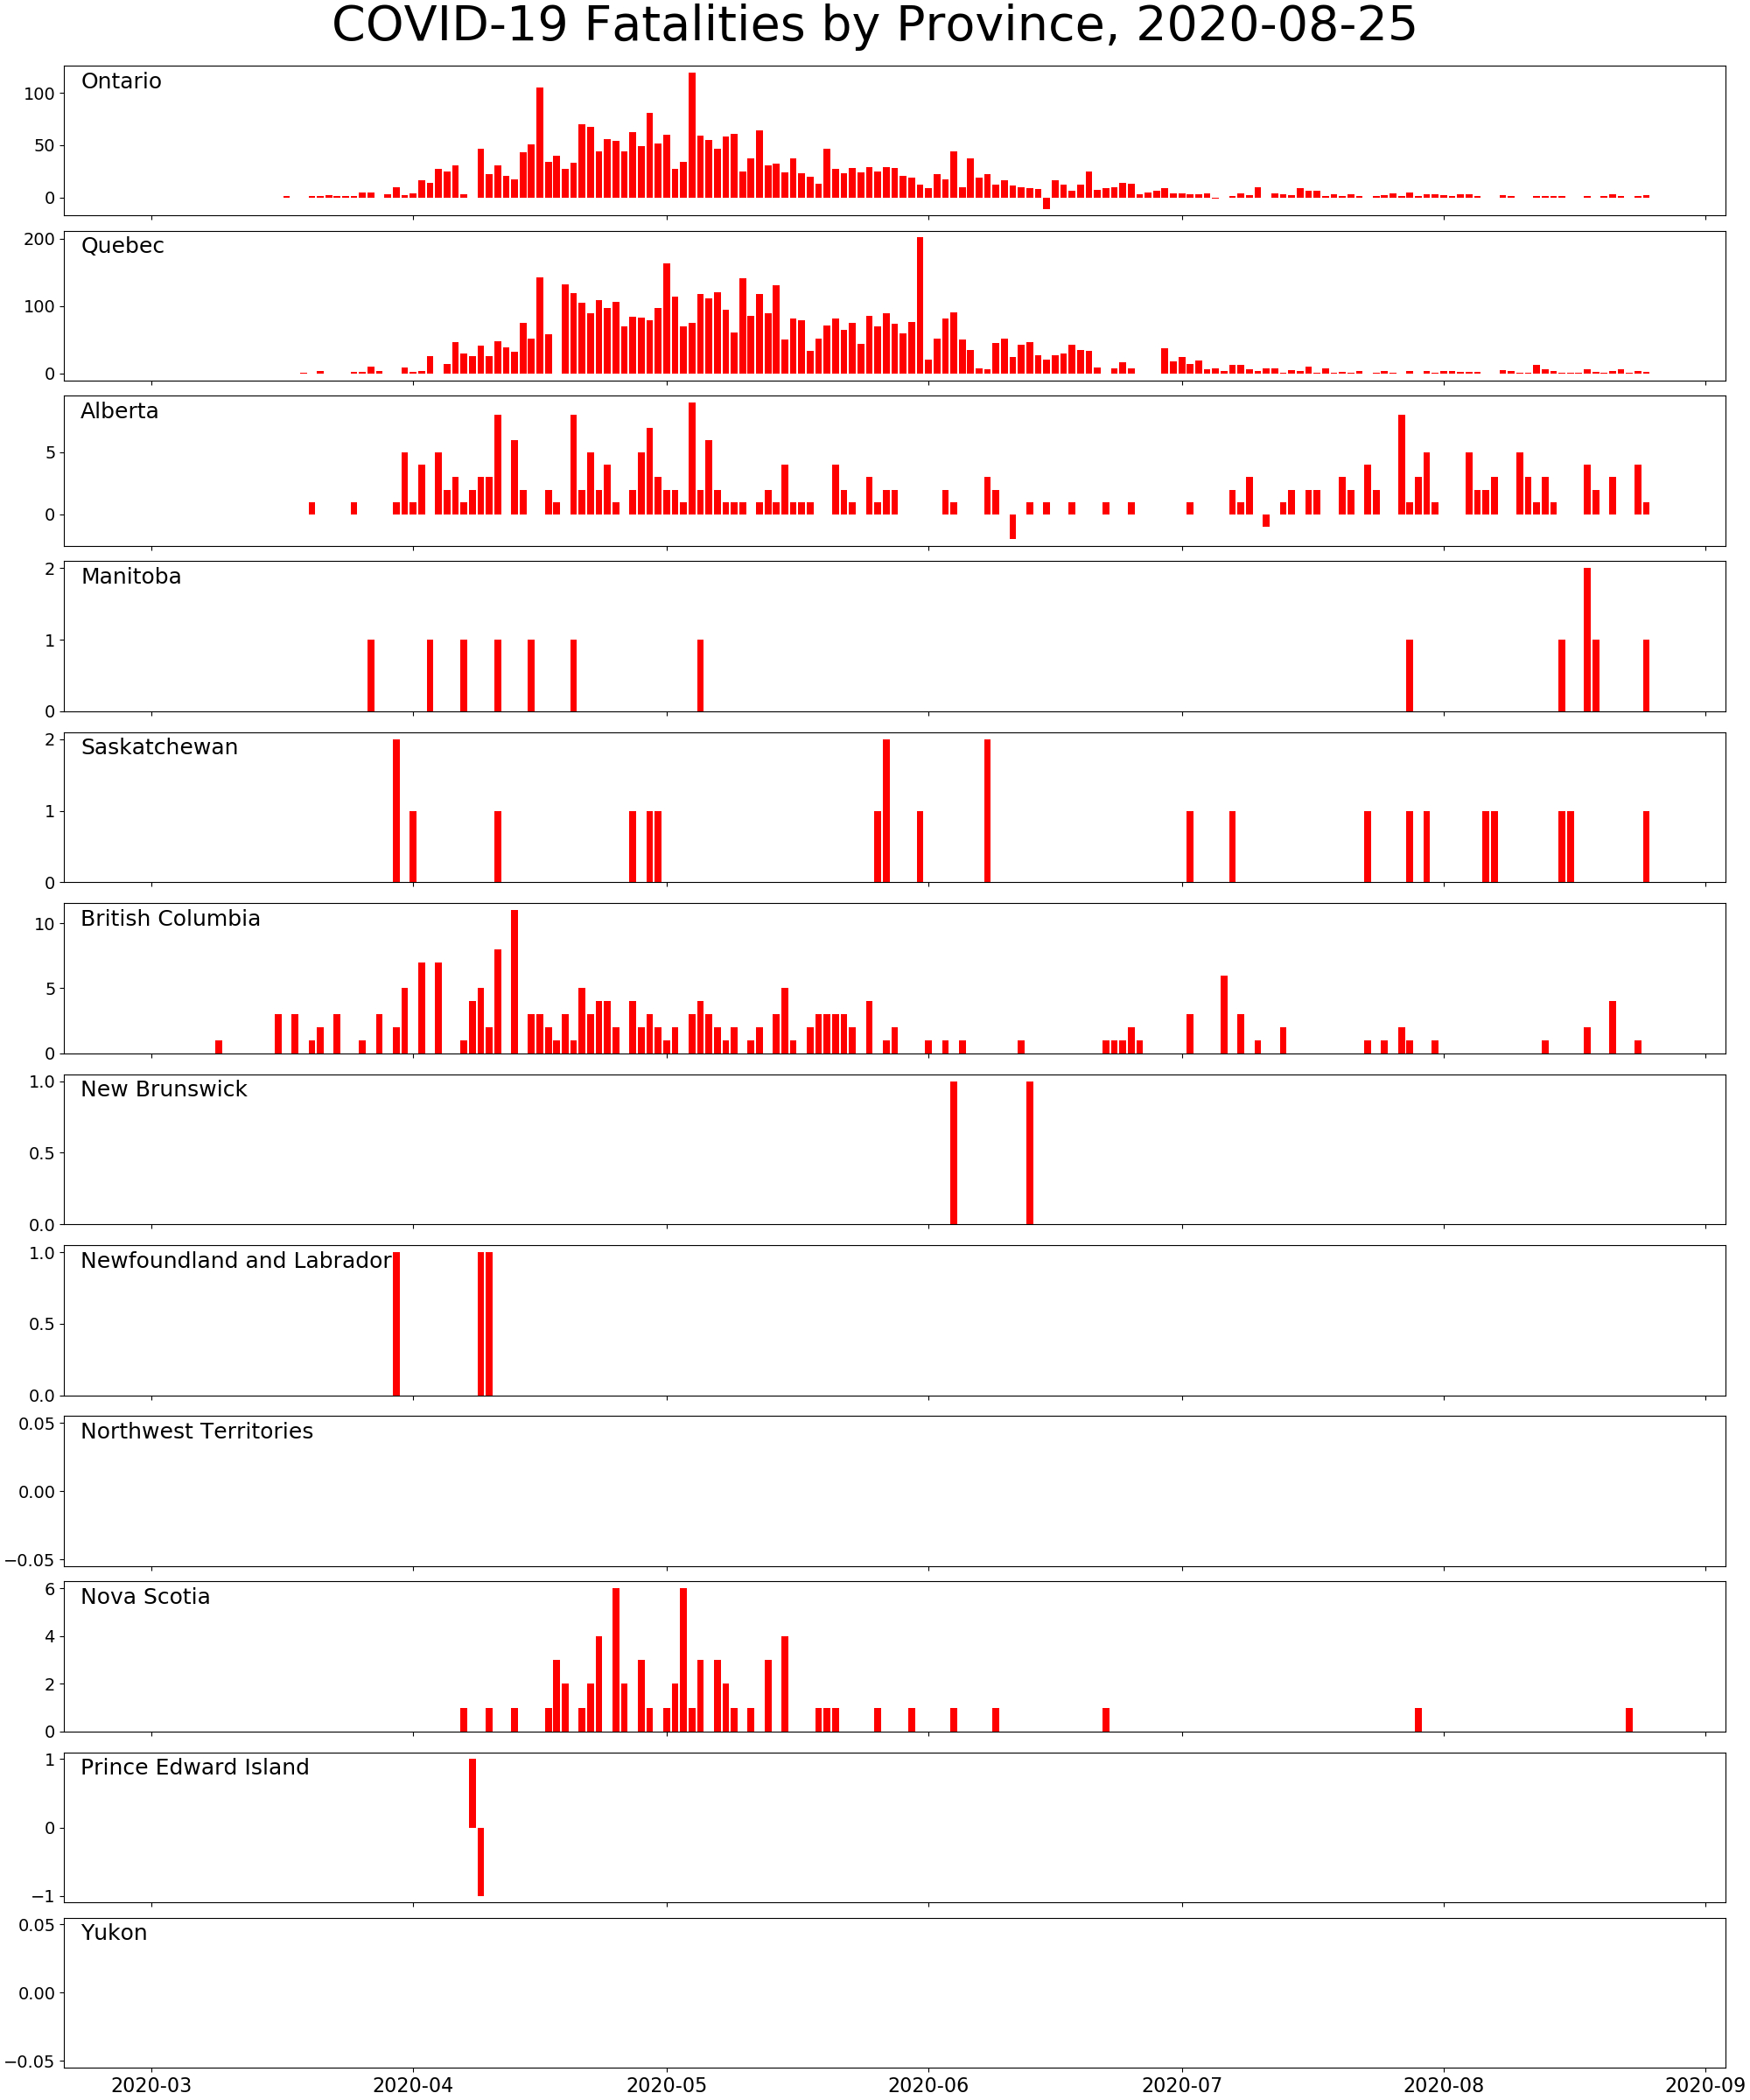 COVID-19 Fatalities by Province, 2020-08-25
Ontario
100
50
0
Quebec
200
100
0
Alberta
5
0
Manitoba
2
1
0
Saskatchewan
2
1
0
British Columbia
10
5
0
New Brunswick
1.0
0.5
0.0
Newfoundland and Labrador
1.0
0.5
0.0
Northwest Territories
0.05
0.00
−0.05
Nova Scotia
6
4
2
0
Prince Edward Island
1
0
−1
Yukon
0.05
0.00
−0.05
2020-03 2020-04 2020-05 2020-06 2020-07 2020-08 2020-09